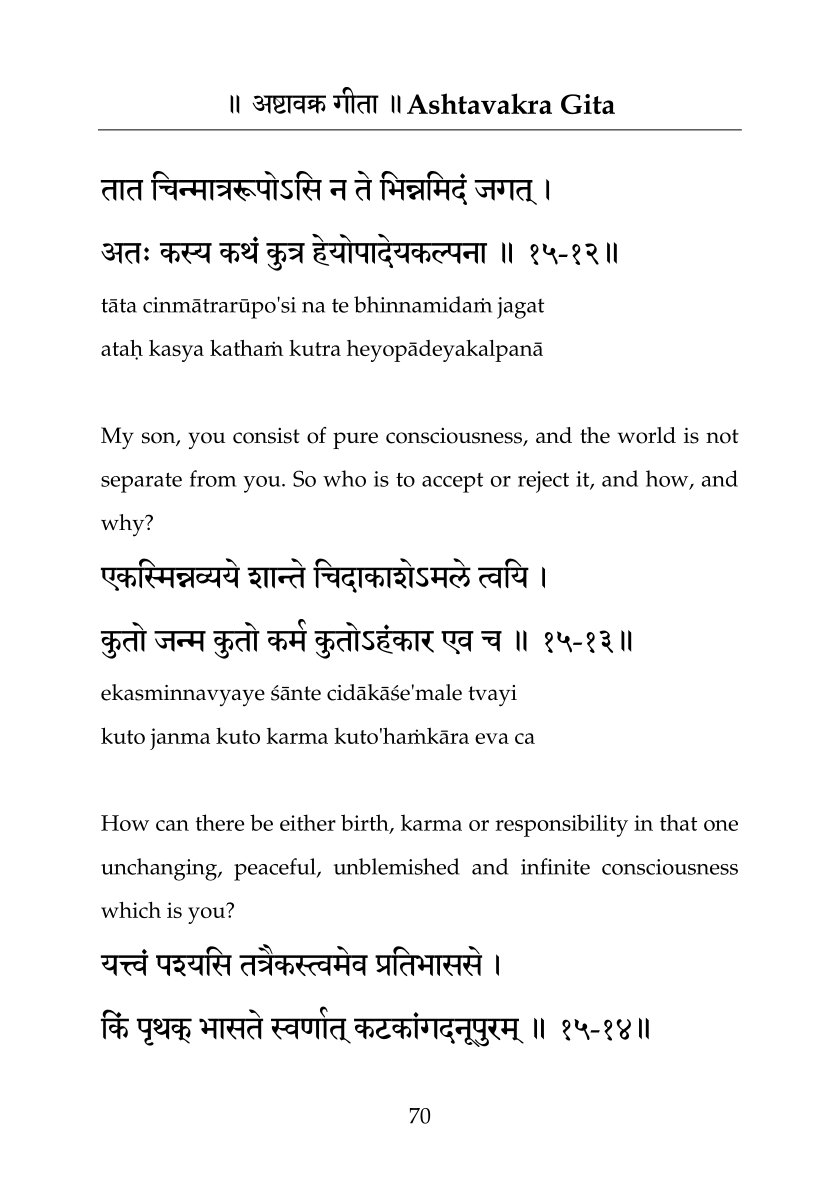 ॥ अष्टावक्र गीता ॥ Ashtavakra Gita
तात चिन्मात्ररूपोऽसि न ते भिन्नमिदं जगत् ।
अतः कस्य कथं कुत्र हेयोपादेयकल्पना ॥ १५-१२॥
tāta cinmātrarūpo'si na te bhinnamidaṁ jagat
ataḥ kasya kathaṁ kutra heyopādeyakalpanā
My son, you consist of pure consciousness, and the world is not
separate from you. So who is to accept or reject it, and how, and
why?
एकस्मिन्नव्यये शान्ते चिदाकाशेऽमले त्वयि ।
कुतो जन्म कुतो कर्म कुतोऽहंकार एव च ॥ १५-१३॥
ekasminnavyaye śānte cidākāśe'male tvayi
kuto janma kuto karma kuto'haṁkāra eva ca
How can there be either birth, karma or responsibility in that one
unchanging, peaceful, unblemished and infinite consciousness
which is you?
यत्त्वं पश्यसि तत्रैकस्त्वमेव प्रतिभाससे ।
किं पृथक् भासते स्वर्णात् कटकांगदनूपुरम् ॥ १५-१४॥
70